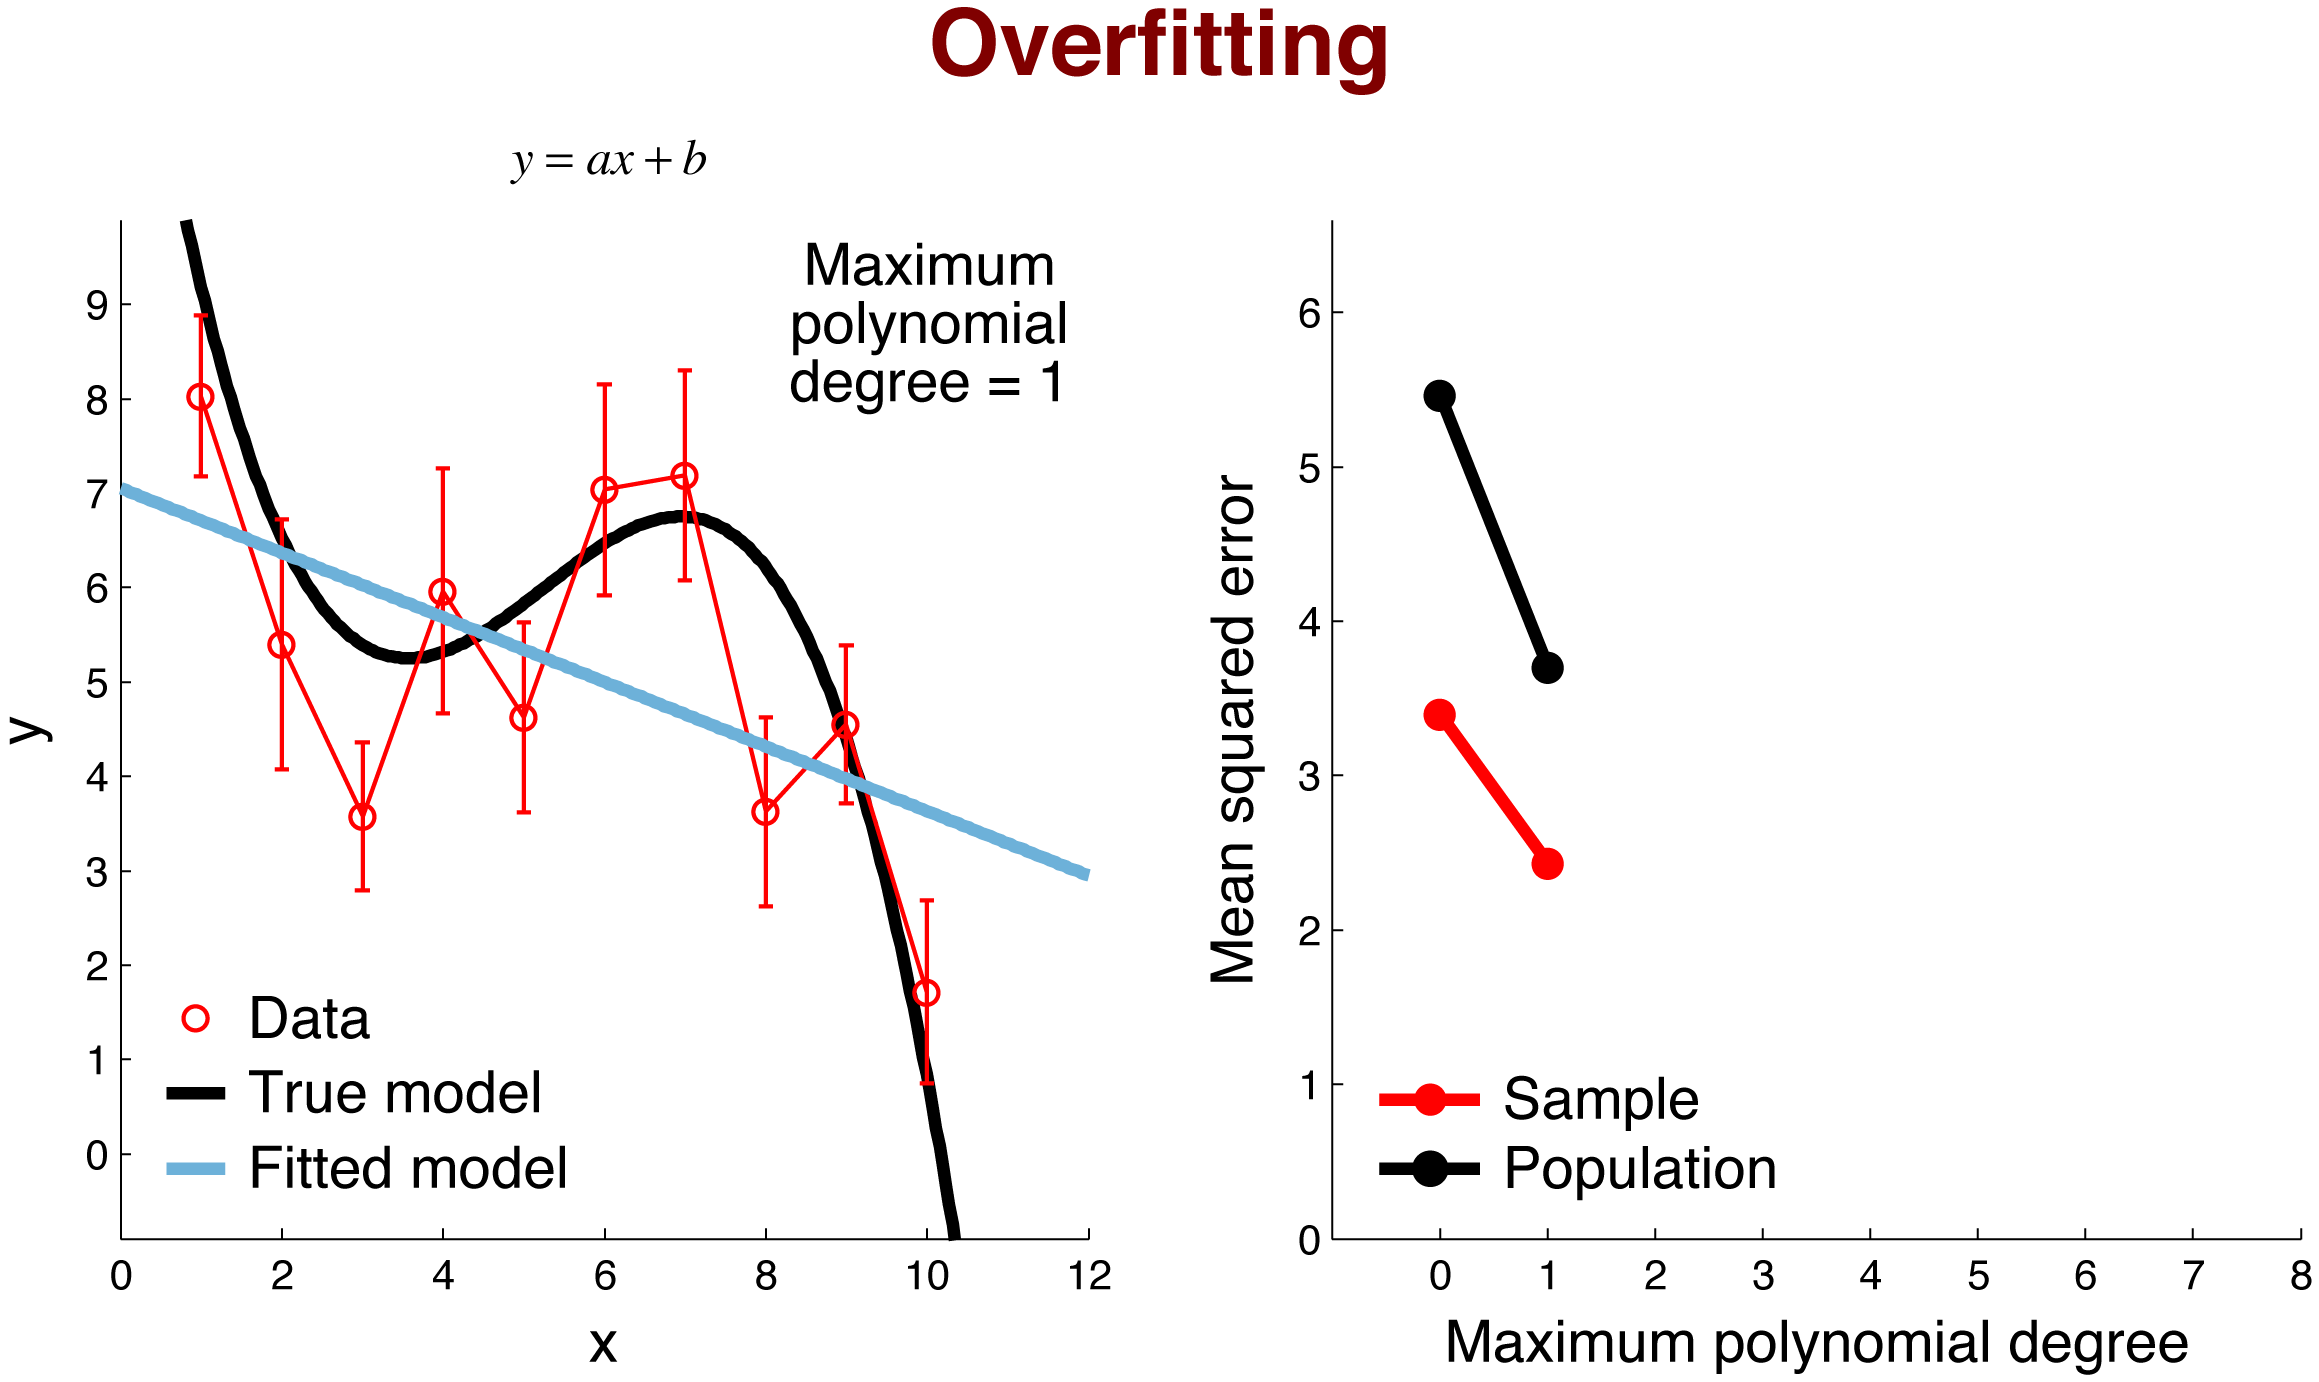 Overfitting
y = ax + b
Maximum
polynomial
degree = 1
9
8
7
6
5
4
3
2
1
0
y
Data
True model
Fitted model
0 2 4 6 8 10 12
x
6
5
4
3
2
1
0
Mean squared error
Sample
Population
0 1 2 3 4 5 6 7 8
Maximum polynomial degree